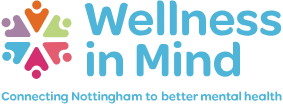 Wellness
in Mind
Connecting Nottingham to better mental health